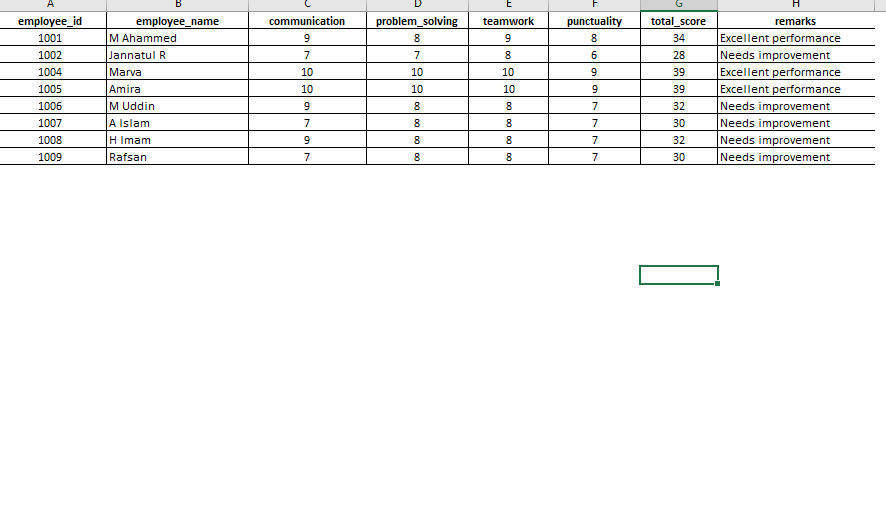 A B C D E F G H
employee_id employee_name communication problem_solving teamwork punctuality total_score remarks
1001 M Ahammed 9 8 9 8 34 Excellent performance
1002 Jannatul R 7 7 8 6 28 Needs improvement
1004 Marva 10 10 10 9 39 Excellent performance
1005 Amira 10 10 10 9 39 Excellent performance
1006 M Uddin 9 8 8 7 32 Needs improvement
1007 A Islam 7 8 8 7 30 Needs improvement
1008 H Imam 9 8 8 7 32 Needs improvement
1009 Rafsan 7 8 8 7 30 Needs improvement